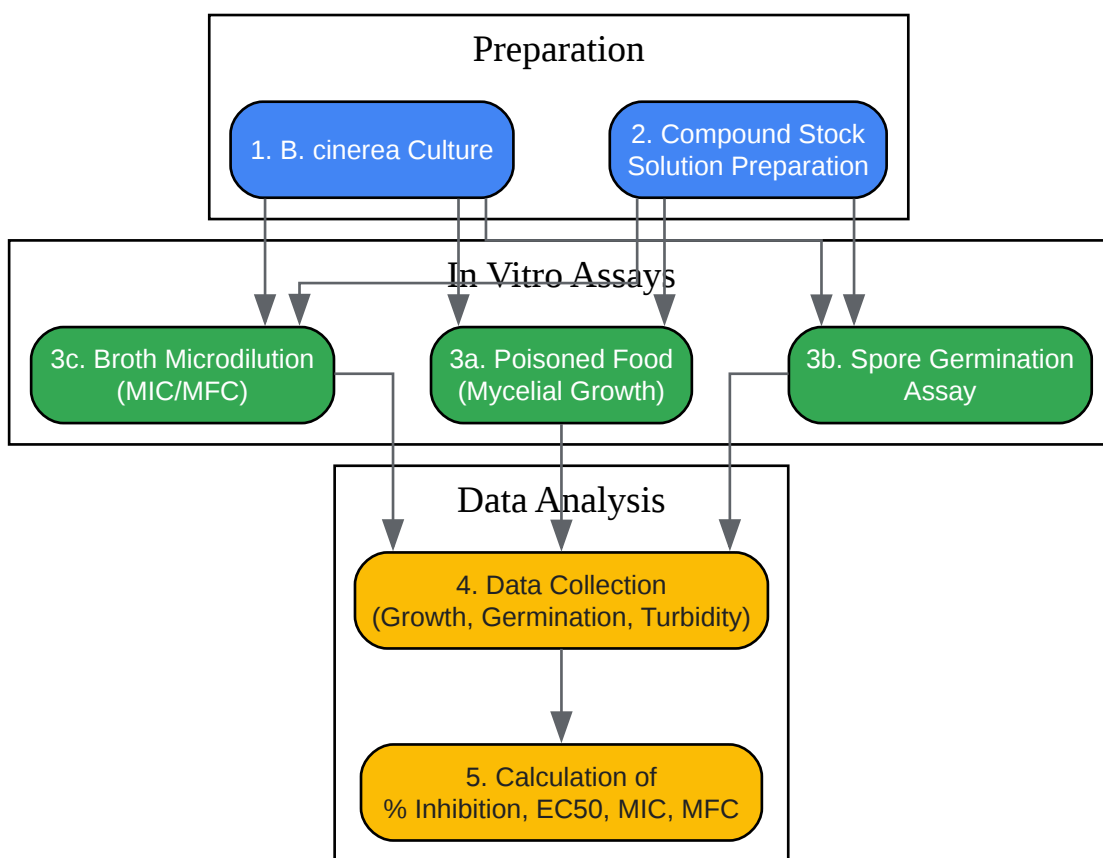 Preparation
1. B. cinerea Culture
2. Compound Stock
Solution Preparation
In Vitro Assays
3c. Broth Microdilution
(MIC/MFC)
3a. Poisoned Food
(Mycelial Growth)
3b. Spore Germination
Assay
Data Analysis
4. Data Collection
(Growth, Germination, Turbidity)
5. Calculation of
% Inhibition, EC50, MIC, MFC